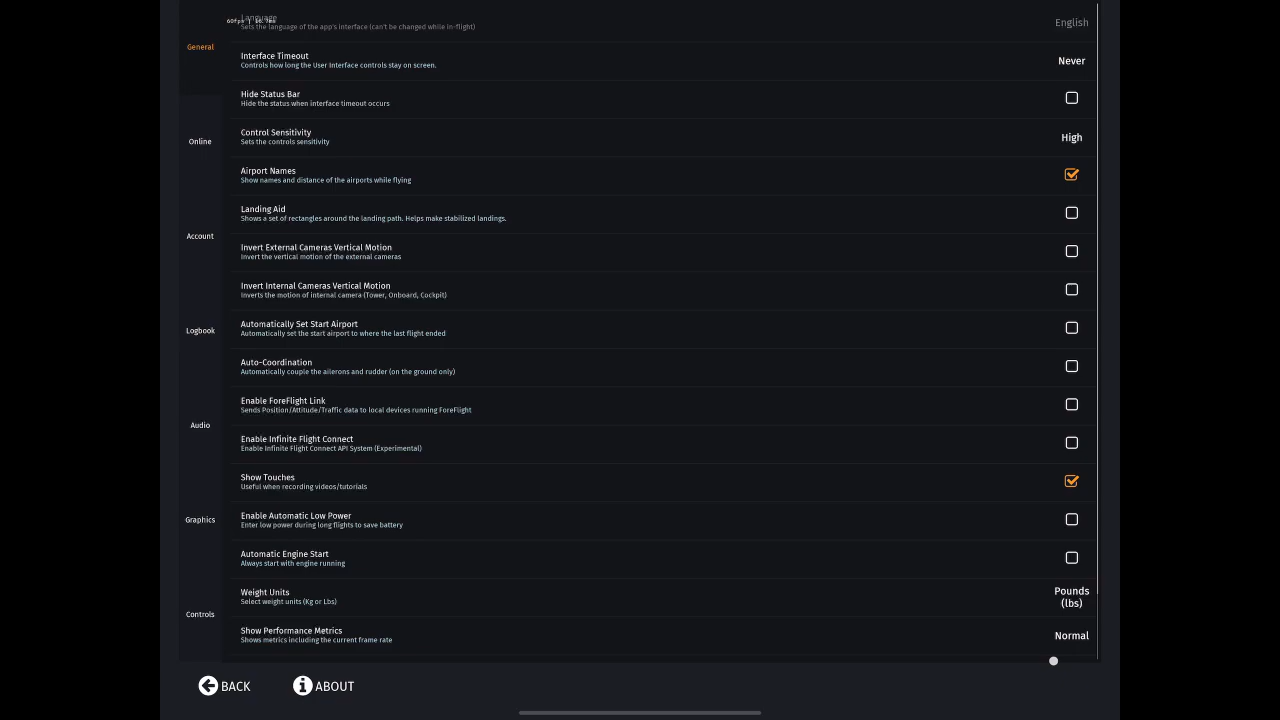 Language
60fps |
Sets the language of the app's interface (can't be changed while in-flight)
English
General
Interface Timeout
Controls how long the User Interface controls stay on screen.
Never
Hide Status Bar
Hide the status when interface timeout occurs
Control Sensitivity
Sets the controls sensitivity
High
Online
Airport Names
Show names and distance of the airports while flying
Landing Aid
Shows a set of rectangles around the landing path. Helps make stabilized landings.
Account
Invert External Cameras Vertical Motion
Invert the vertical motion of the external cameras
Invert Internal Cameras Vertical Motion
Inverts the motion of internal camera (Tower, Onboard, Cockpit)
Logbook
Automatically Set Start Airport
Automatically set the start airport to where the last flight ended
Auto-Coordination
Automatically couple the ailerons and rudder (on the ground only)
Enable ForeFlight Link
Sends Position/Attitude/Traffic data to local devices running ForeFlight
Audio
Enable Infinite Flight Connect
Enable Infinite Flight Connect API System (Experimental)
Show Touches
Useful when recording videos/tutorials
Graphics
Enable Automatic Low Power
Enter low power during long flights to save battery
Automatic Engine Start
Always start with engine running
Weight Units
Select weight units (Kg or Lbs)
Pounds
(lbs)
Controls
Show Performance Metrics
Shows metrics including the current frame rate
Normal
BACK
ABOUT